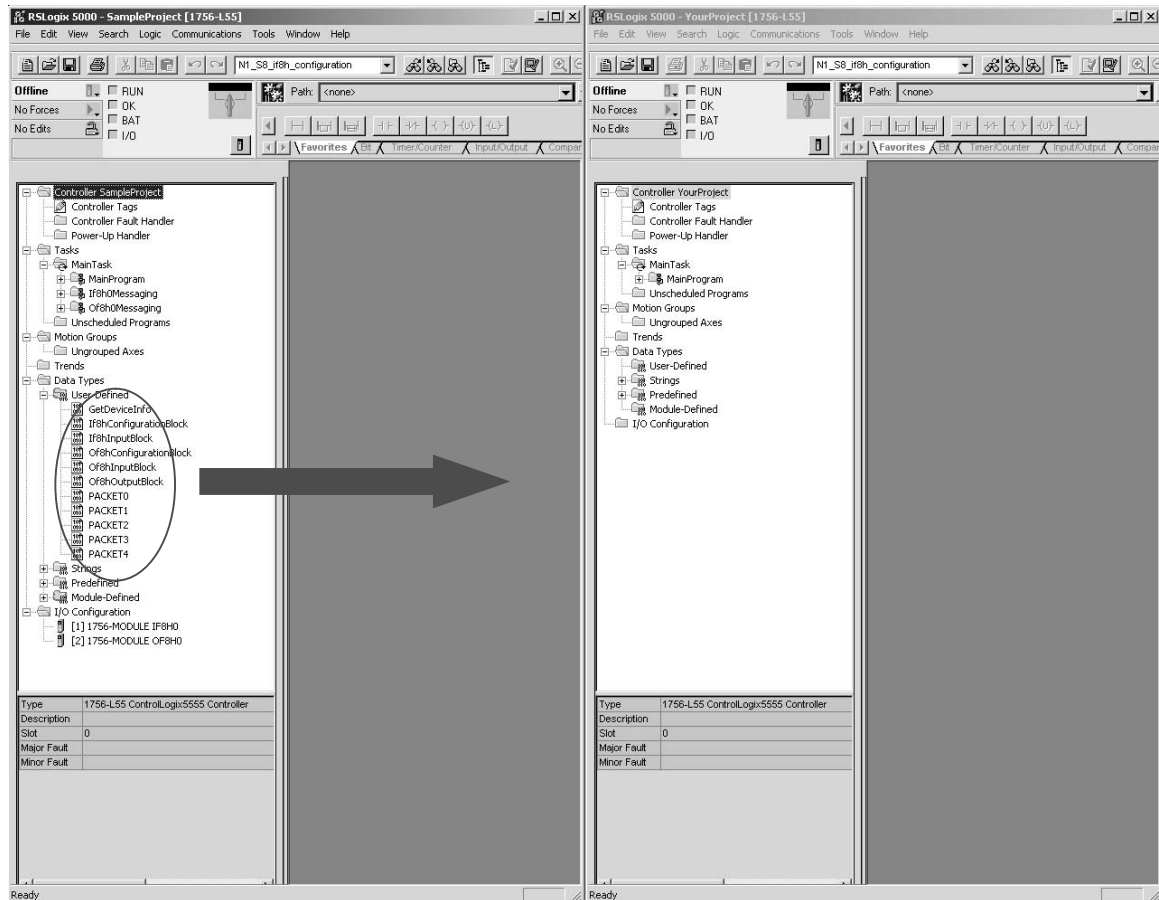 RSLogix 5000 - SampleProject [1756-L55]
File Edit View Search Logic Communications Tools Window Help
N1_S8_if8h_configuration
Offline
RUN
Path: <none>
No Forces
OK
No Edits
BAT
I/O
Favorites Bit Timer/Counter Input/Output Compar
Controller SampleProject
Controller Tags
Controller Fault Handler
Power-Up Handler
Tasks
MainTask
MainProgram
If8h0Messaging
Of8h0Messaging
Unscheduled Programs
Motion Groups
Ungrouped Axes
Trends
Data Types
User-Defined
GetDeviceInfo
If8hConfigurationBlock
If8hInputBlock
Of8hConfigurationBlock
Of8hInputBlock
Of8hOutputBlock
PACKET0
PACKET1
PACKET2
PACKET3
PACKET4
Strings
Predefined
Module-Defined
I/O Configuration
[1] 1756-MODULE IF8H0
[2] 1756-MODULE OF8H0
Type 1756-L55 ControlLogix5555 Controller
Description
Slot 0
Major Fault
Minor Fault
Ready
RSLogix 5000 - YourProject [1756-L55]
File Edit View Search Logic Communications Tools Window Help
N1_S8_if8h_configuration
Offline
RUN
Path: <none>
No Forces
OK
No Edits
BAT
I/O
Favorites Bit Timer/Counter Input/Output Compar
Controller YourProject
Controller Tags
Controller Fault Handler
Power-Up Handler
Tasks
MainTask
MainProgram
Unscheduled Programs
Motion Groups
Ungrouped Axes
Trends
Data Types
User-Defined
Strings
Predefined
Module-Defined
I/O Configuration
Type 1756-L55 ControlLogix5555 Controller
Description
Slot 0
Major Fault
Minor Fault
Ready